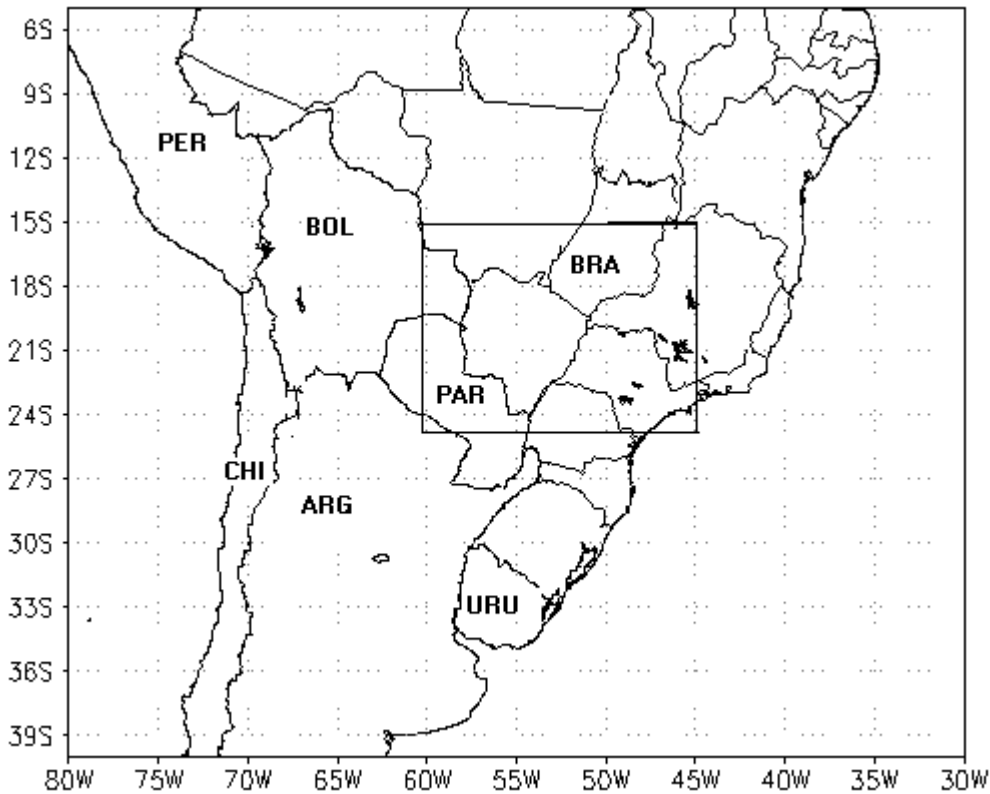 6S
9S
PER
12S
15S
BOL
BRA
18S
21S
PAR
24S
CHI
27S
ARG
30S
URU
33S
36S
39S
80W 75W 70W 65W 60W 55W 50W 45W 40W 35W 30W